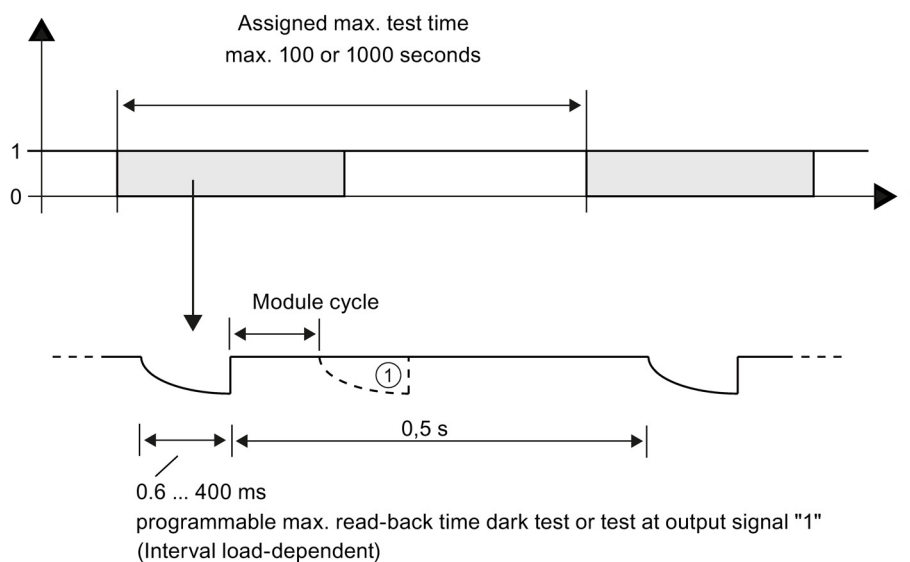 Assigned max. test time
max. 100 or 1000 seconds
1
0
Module cycle
1
0,5 s
0.6 ... 400 ms
programmable max. read-back time dark test or test at output signal "1"
(Interval load-dependent)